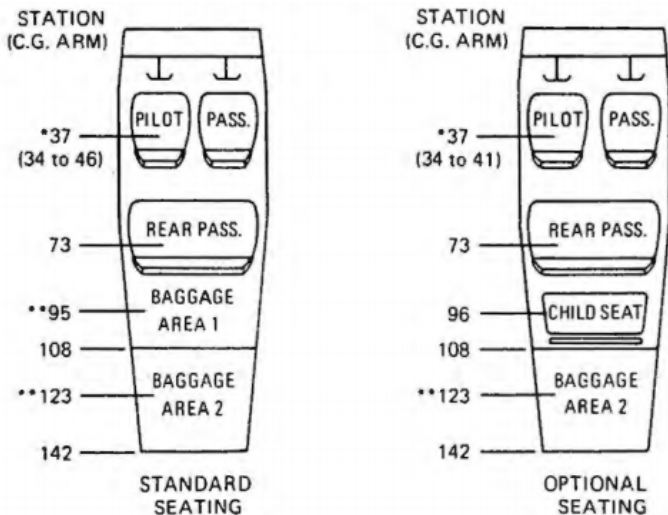 STATION
(C.G. ARM)
PILOT
PASS.
*37
(34 to 46)
REAR PASS.
73
BAGGAGE
AREA 1
**95
108
BAGGAGE
AREA 2
**123
142
STANDARD
SEATING
STATION
(C.G. ARM)
PILOT
PASS.
*37
(34 to 41)
REAR PASS.
73
CHILD SEAT
96
108
BAGGAGE
AREA 2
**123
142
OPTIONAL
SEATING